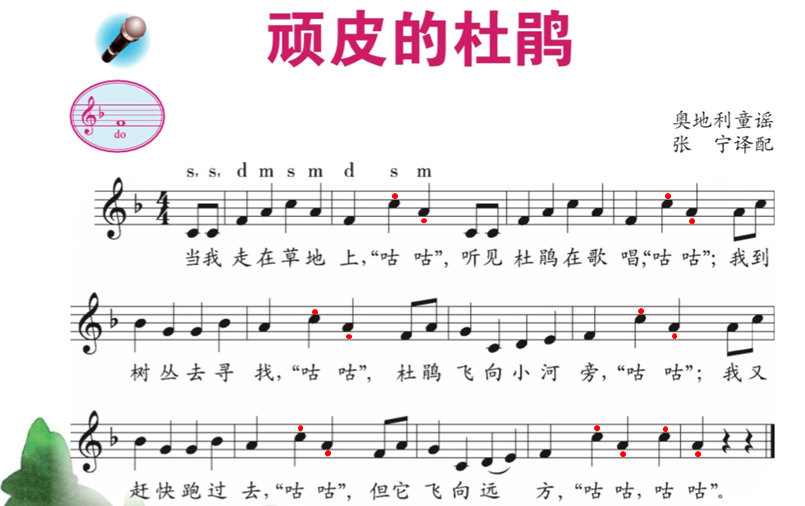 顽皮的杜鹃
do
奥地利童谣
张 宁译配
s, s, d m s m d s m
4
4
当我 走在草地 上,“咕 咕”, 听见 杜鹃在歌 唱,“咕 咕”; 我到
树 丛 去 寻 找, “咕 咕”, 杜鹃 飞 向 小 河 旁, “咕 咕”; 我又
赶 快 跑 过 去, “咕 咕”, 但它 飞 向 远 方, “咕 咕, 咕 咕”。